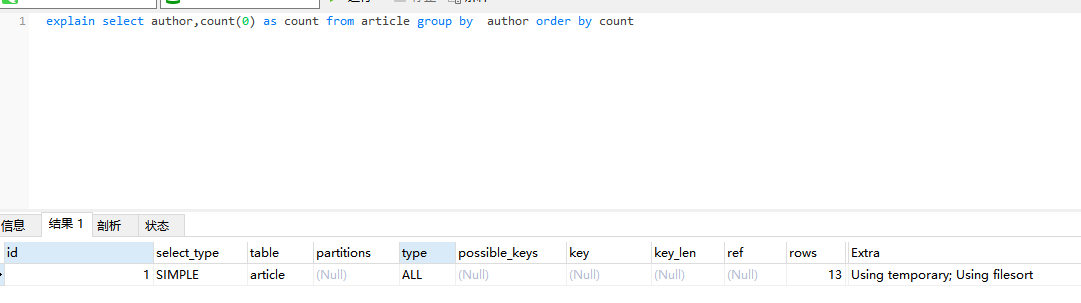 1 explain select author,count(0) as count from article group by  author order by count
信息 结果 1 剖析 状态
id select_type table partitions type possible_keys key key_len ref rows Extra
1 SIMPLE article (Null) ALL (Null) (Null) (Null) (Null) 13 Using temporary; Using filesort